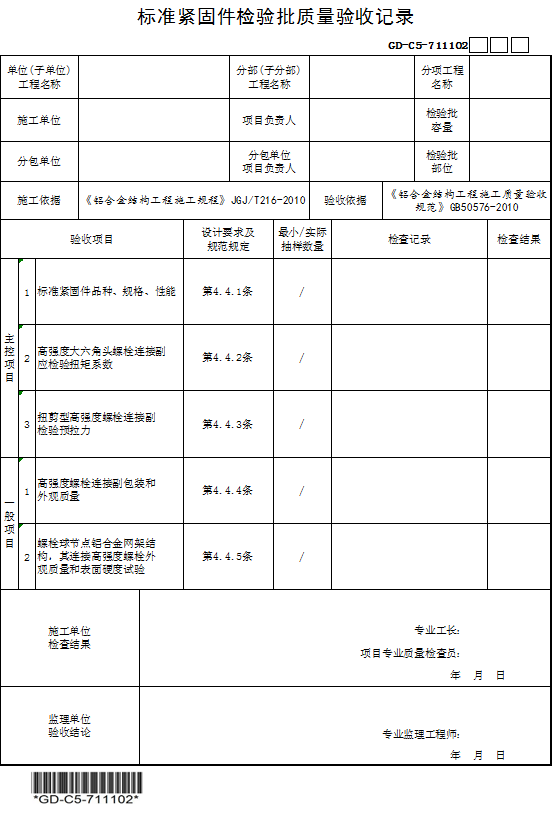 标准紧固件检验批质量验收记录
GD-C5-711102
单位(子单位)
工程名称
分部(子分部)
工程名称
分项工程
名称
施工单位
项目负责人
检验批
容量
分包单位
分包单位
项目负责人
检验批
部位
施工依据
《铝合金结构工程施工规程》JGJ/T216-2010
验收依据
《铝合金结构工程施工质量验收
规范》GB50576-2010
验收项目
设计要求及
规范规定
最小/实际
抽样数量
检查记录
检查结果
主控项目
1
标准紧固件品种、规格、性能
第4.4.1条
/
2
高强度大六角头螺栓连接副
应检验扭矩系数
第4.4.2条
/
3
扭剪型高强度螺栓连接副
检验预拉力
第4.4.3条
/
一般项目
1
高强度螺栓连接副包装和
外观质量
第4.4.4条
/
2
螺栓球节点铝合金网架结
构，其连接高强度螺栓外
观质量和表面硬度试验
第4.4.5条
/
施工单位
检查结果
专业工长：
项目专业质量检查员：
年 月 日
监理单位
验收结论
专业监理工程师：
年 月 日
*GD-C5-711102*